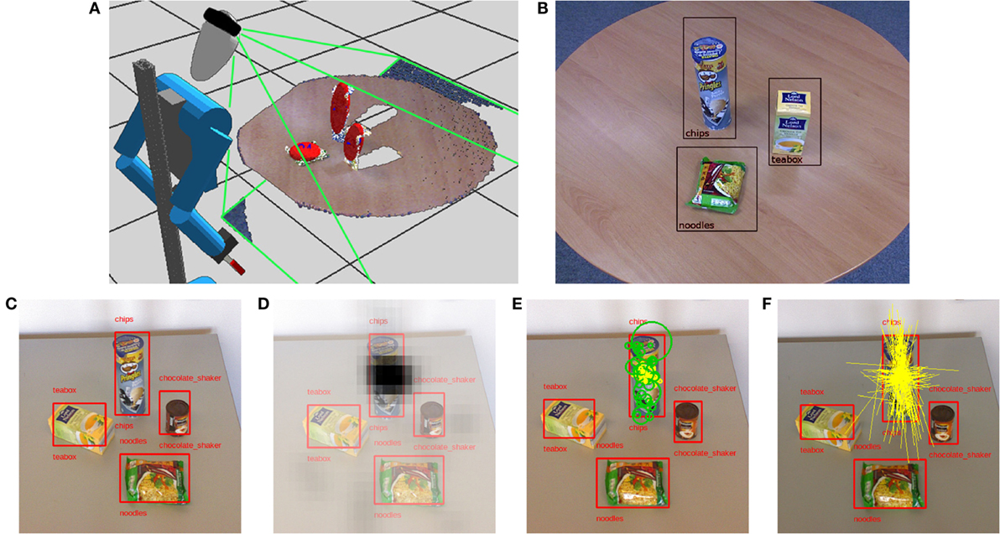 A
B
Pringles
Lord
Nelson
Lord
Nelson
chips
teabox
noodles
C
D
E
F
chips
Pringles
chocolate_shaker
teabox
chips
noodles
teabox
chocolate_shaker
noodles
chips
chocolate_shaker
teabox
chips
noodles
teabox
chocolate_shaker
noodles
chips
chocolate_shaker
teabox
chips
noodles
teabox
chocolate_shaker
noodles
chips
chocolate_shaker
teabox
chips
noodles
teabox
chocolate_shaker
noodles